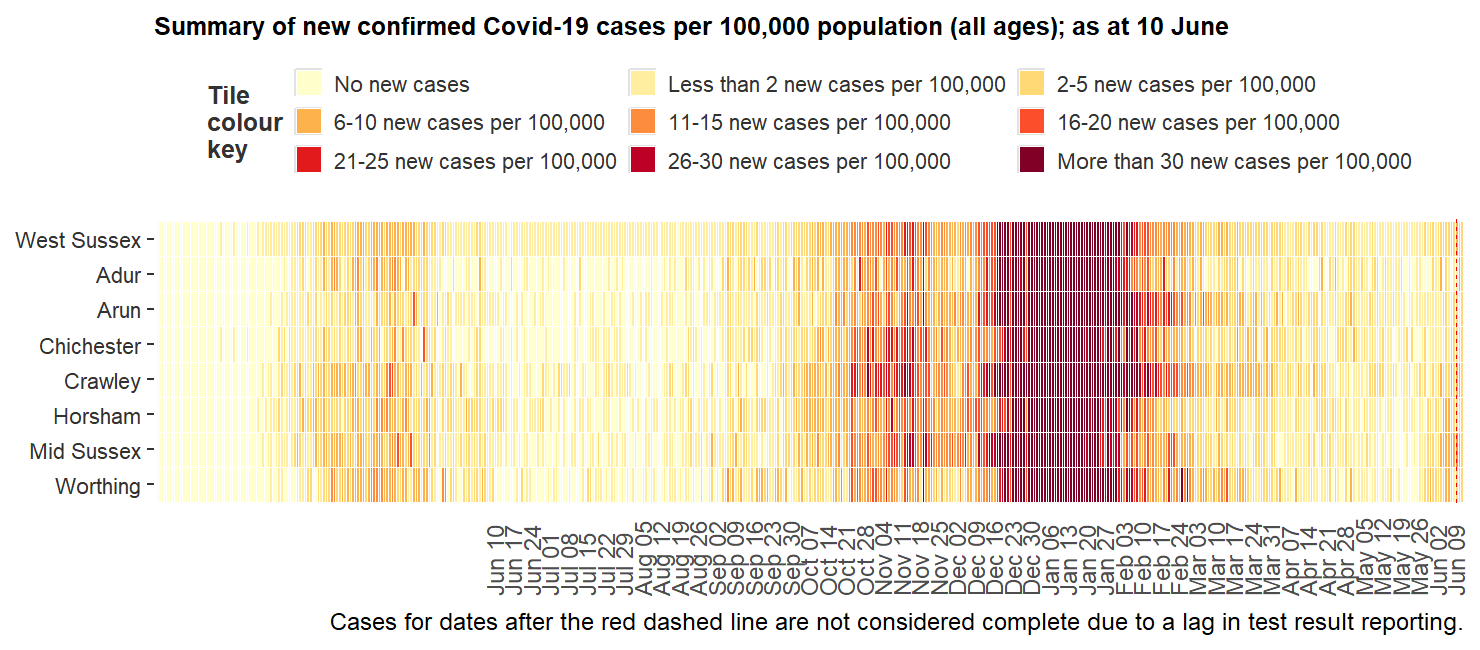 Summary of new confirmed Covid-19 cases per 100,000 population (all ages); as at 10 June
Tile
colour
key
No new cases
Less than 2 new cases per 100,000
2-5 new cases per 100,000
6-10 new cases per 100,000
11-15 new cases per 100,000
16-20 new cases per 100,000
21-25 new cases per 100,000
26-30 new cases per 100,000
More than 30 new cases per 100,000
West Sussex
Adur
Arun
Chichester
Crawley
Horsham
Mid Sussex
Worthing
Jun 10
Jun 17
Jun 24
Jul 01
Jul 08
Jul 15
Jul 22
Jul 29
Aug 05
Aug 12
Aug 19
Aug 26
Sep 02
Sep 09
Sep 16
Sep 23
Sep 30
Oct 07
Oct 14
Oct 21
Oct 28
Nov 04
Nov 11
Nov 18
Nov 25
Dec 02
Dec 09
Dec 16
Dec 23
Dec 30
Jan 06
Jan 13
Jan 20
Jan 27
Feb 03
Feb 10
Feb 17
Feb 24
Mar 03
Mar 10
Mar 17
Mar 24
Mar 31
Apr 07
Apr 14
Apr 21
Apr 28
May 05
May 12
May 19
May 26
Jun 02
Jun 09
Cases for dates after the red dashed line are not considered complete due to a lag in test result reporting.